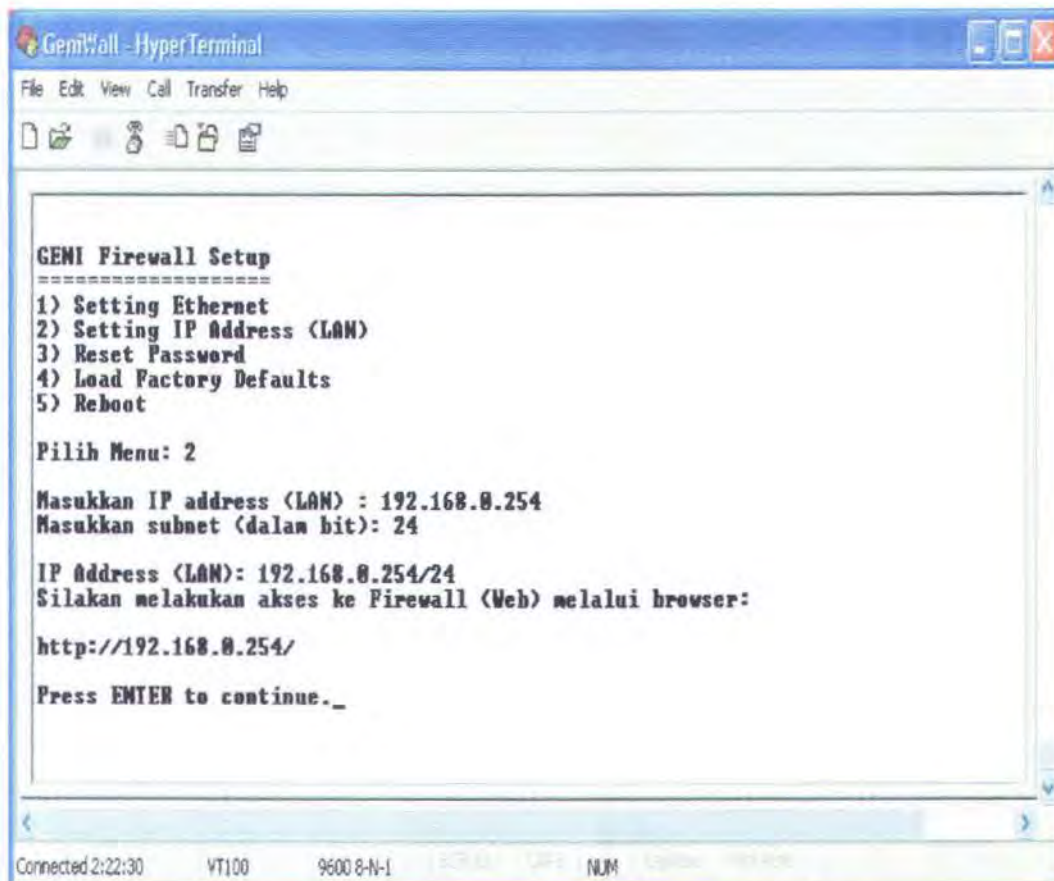 GeniWall - HyperTerminal
File Edit View Call Transfer Help
GENI Firewall Setup
===================
1) Setting Ethernet
2) Setting IP Address (LAN)
3) Reset Password
4) Load Factory Defaults
5) Reboot
Pilih Menu: 2
Masukkan IP address (LAN) : 192.168.0.254
Masukkan subnet (dalam bit): 24
IP Address (LAN): 192.168.0.254/24
Silakan melakukan akses ke Firewall (Web) melalui browser:
http://192.168.0.254/
Press ENTER to continue._
Connected 2:22:30 VT100 9600 8-N-1 NUM